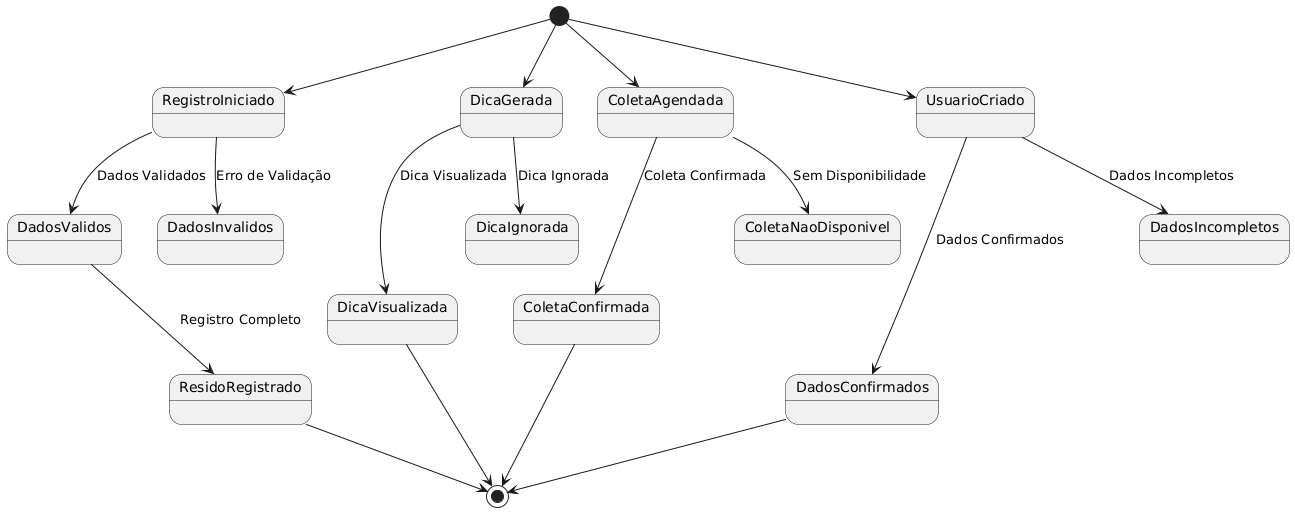 RegistroIniciado
DicaGerada
ColetaAgendada
UsuarioCriado
Dados Validados
Erro de Validação
Dica Visualizada
Dica Ignorada
Coleta Confirmada
Sem Disponibilidade
Dados Incompletos
DadosValidos
DadosInvalidos
DicaIgnorada
ColetaNaoDisponivel
DadosIncompletos
Dados Confirmados
DicaVisualizada
ColetaConfirmada
Registro Completo
ResidoRegistrado
DadosConfirmados